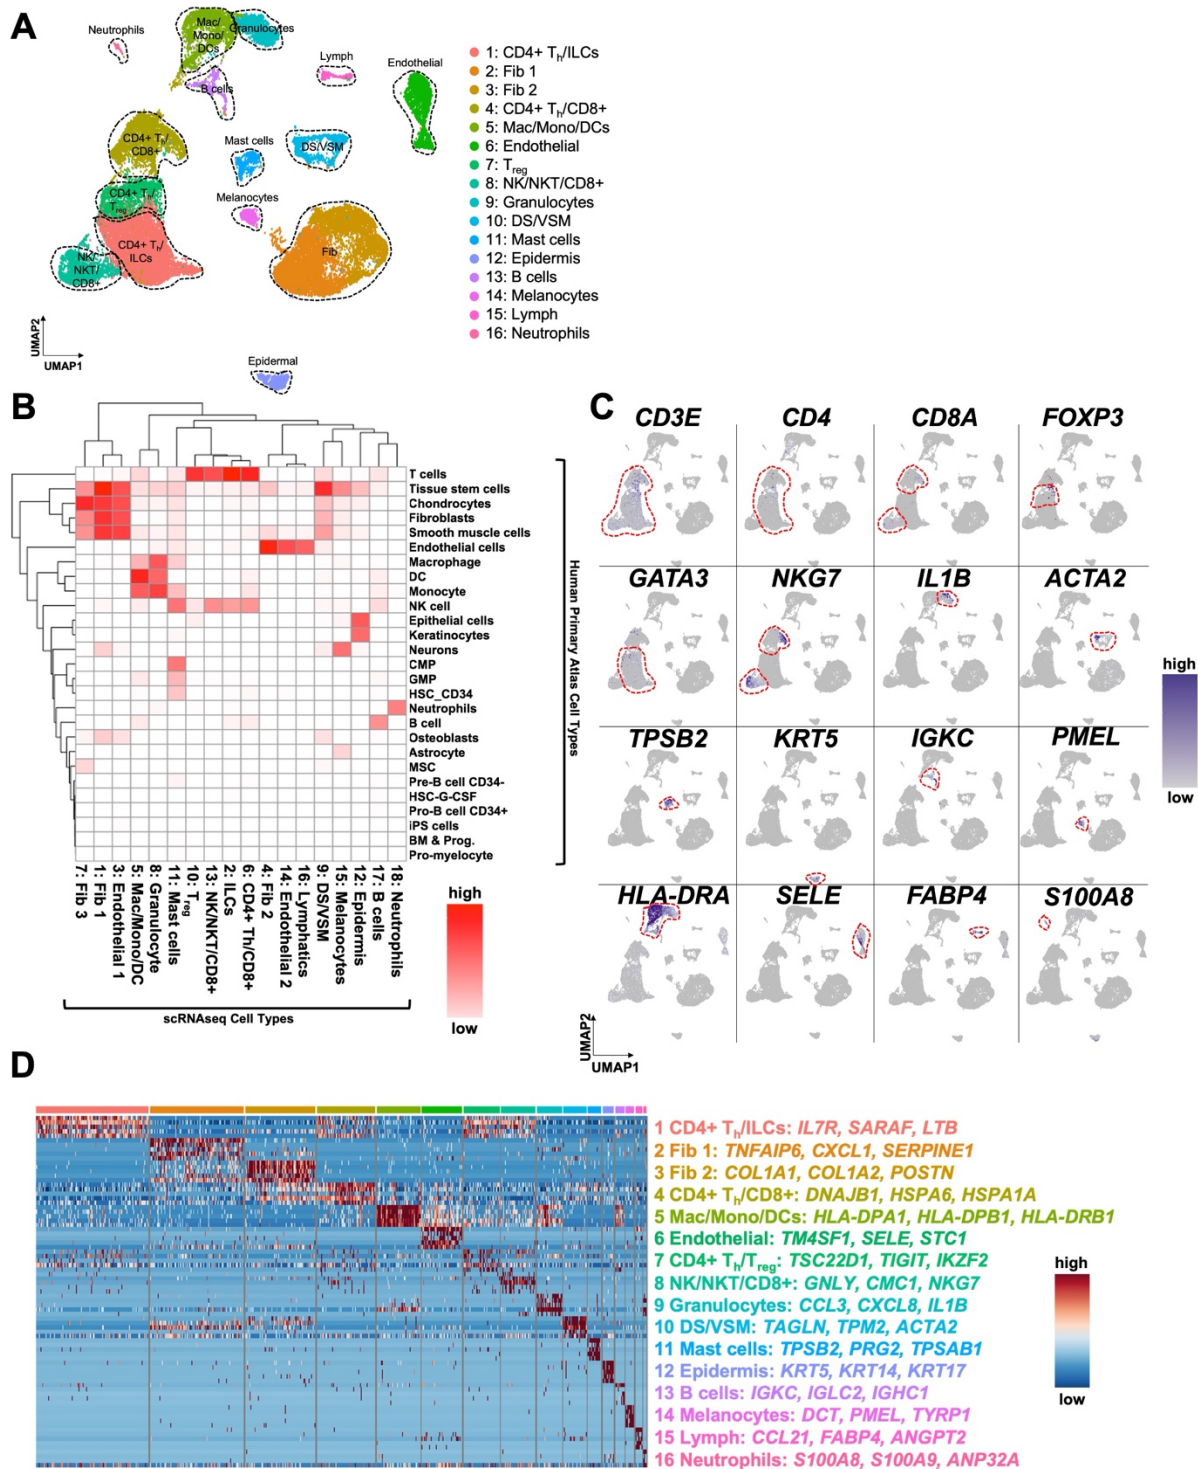 A
Neutrophils
Mac/
Mono/
DCs
Granulocytes
B cells
Lymph
Endothelial
CD4+ Th/
CD8+
Mast cells
DS/VSM
CD4+ Th/
Treg
Melanocytes
CD4+ Th/
ILCs
NK/
NKT/
CD8+
Fib
Epidermal
UMAP2
UMAP1
1: CD4+ Th/ILCs
2: Fib 1
3: Fib 2
4: CD4+ Th/CD8+
5: Mac/Mono/DCs
6: Endothelial
7: Treg
8: NK/NKT/CD8+
9: Granulocytes
10: DS/VSM
11: Mast cells
12: Epidermis
13: B cells
14: Melanocytes
15: Lymph
16: Neutrophils
B
T cells
Tissue stem cells
Chondrocytes
Fibroblasts
Smooth muscle cells
Endothelial cells
Macrophage
DC
Monocyte
NK cell
Epithelial cells
Keratinocytes
Neurons
CMP
GMP
HSC_CD34
Neutrophils
B cell
Osteoblasts
Astrocyte
MSC
Pre-B cell CD34-
HSC-G-CSF
Pro-B cell CD34+
iPS cells
BM & Prog.
Pro-myelocyte
Human Primary Atlas Cell Types
7: Fib 3
1: Fib 1
3: Endothelial 1
5: Mac/Mono/DC
8: Granulocyte
11: Mast cells
10: Treg
13: NK/NKT/CD8+
2: ILCs
6: CD4+ Th/CD8+
4: Fib 2
14: Endothelial 2
16: Lymphatics
9: DS/VSM
15: Melanocytes
12: Epidermis
17: B cells
18: Neutrophils
scRNAseq Cell Types
high
low
C
CD3E
CD4
CD8A
FOXP3
GATA3
NKG7
IL1B
ACTA2
TPSB2
KRT5
IGKC
PMEL
HLA-DRA
SELE
FABP4
S100A8
high
low
UMAP2
UMAP1
D
1 CD4+ Th/ILCs: IL7R, SARAF, LTB
2 Fib 1: TNFAIP6, CXCL1, SERPINE1
3 Fib 2: COL1A1, COL1A2, POSTN
4 CD4+ Th/CD8+: DNAJB1, HSPA6, HSPA1A
5 Mac/Mono/DCs: HLA-DPA1, HLA-DPB1, HLA-DRB1
6 Endothelial: TM4SF1, SELE, STC1
7 CD4+ Th/Treg: TSC22D1, TIGIT, IKZF2
8 NK/NKT/CD8+: GNLY, CMC1, NKG7
9 Granulocytes: CCL3, CXCL8, IL1B
10 DS/VSM: TAGLN, TPM2, ACTA2
11 Mast cells: TPSB2, PRG2, TPSAB1
12 Epidermis: KRT5, KRT14, KRT17
13 B cells: IGKC, IGLC2, IGHC1
14 Melanocytes: DCT, PMEL, TYRP1
15 Lymph: CCL21, FABP4, ANGPT2
16 Neutrophils: S100A8, S100A9, ANP32A
high
low